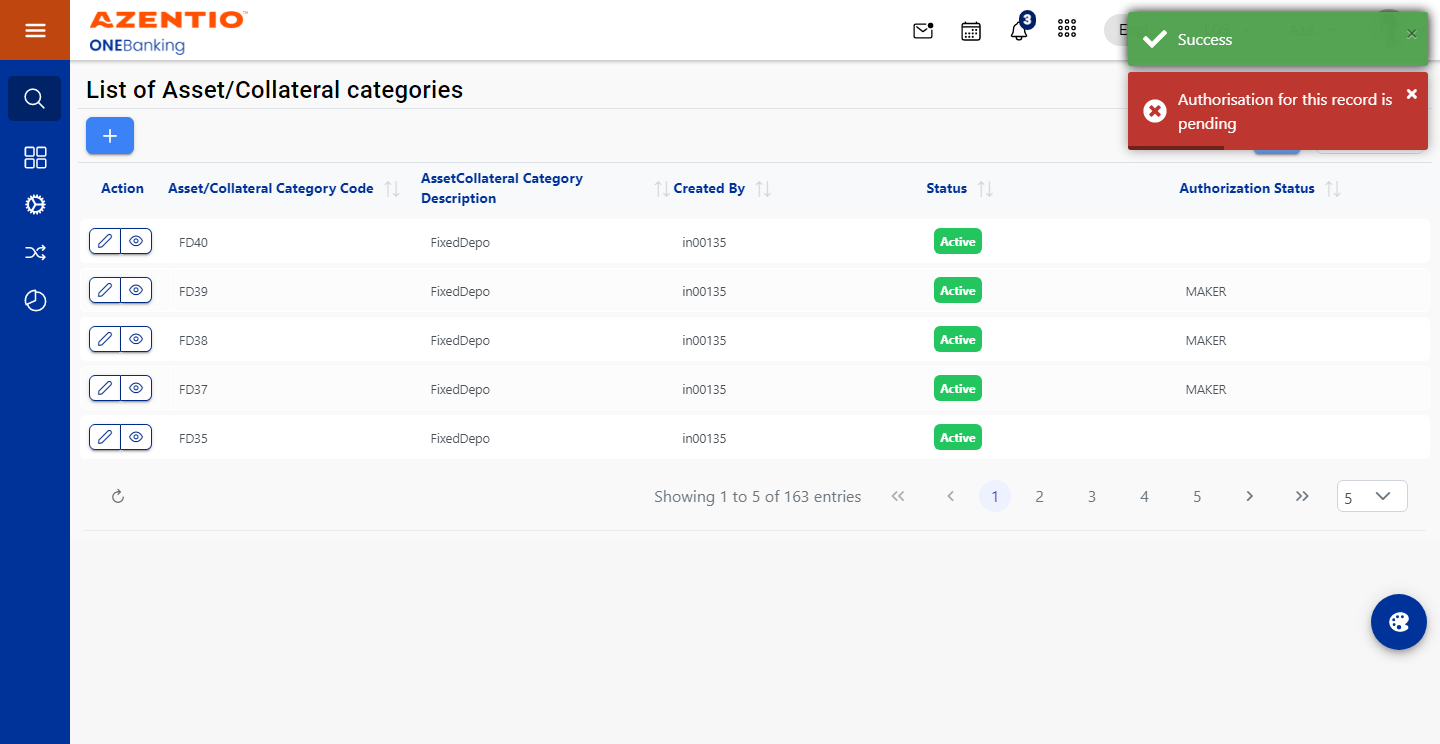 AZENTIO™
ONEBanking
3
Success
×
Authorisation for this record is
pending
×
List of Asset/Collateral categories
+
Action
Asset/Collateral Category Code
AssetCollateral Category
Description
Created By
Status
Authorization Status
FD40 FixedDepo in00135 Active
FD39 FixedDepo in00135 Active MAKER
FD38 FixedDepo in00135 Active MAKER
FD37 FixedDepo in00135 Active MAKER
FD35 FixedDepo in00135 Active
Showing 1 to 5 of 163 entries 1 2 3 4 5 5